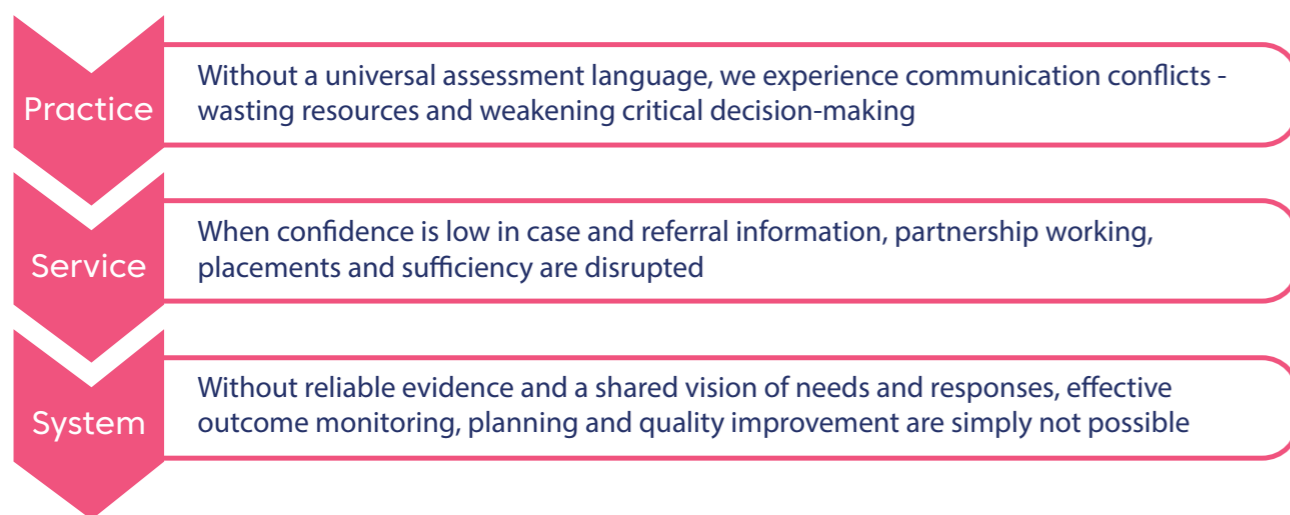 Practice
Without a universal assessment language, we experience communication conflicts -
wasting resources and weakening critical decision-making
Service
When confidence is low in case and referral information, partnership working,
placements and sufficiency are disrupted
System
Without reliable evidence and a shared vision of needs and responses, effective
outcome monitoring, planning and quality improvement are simply not possible